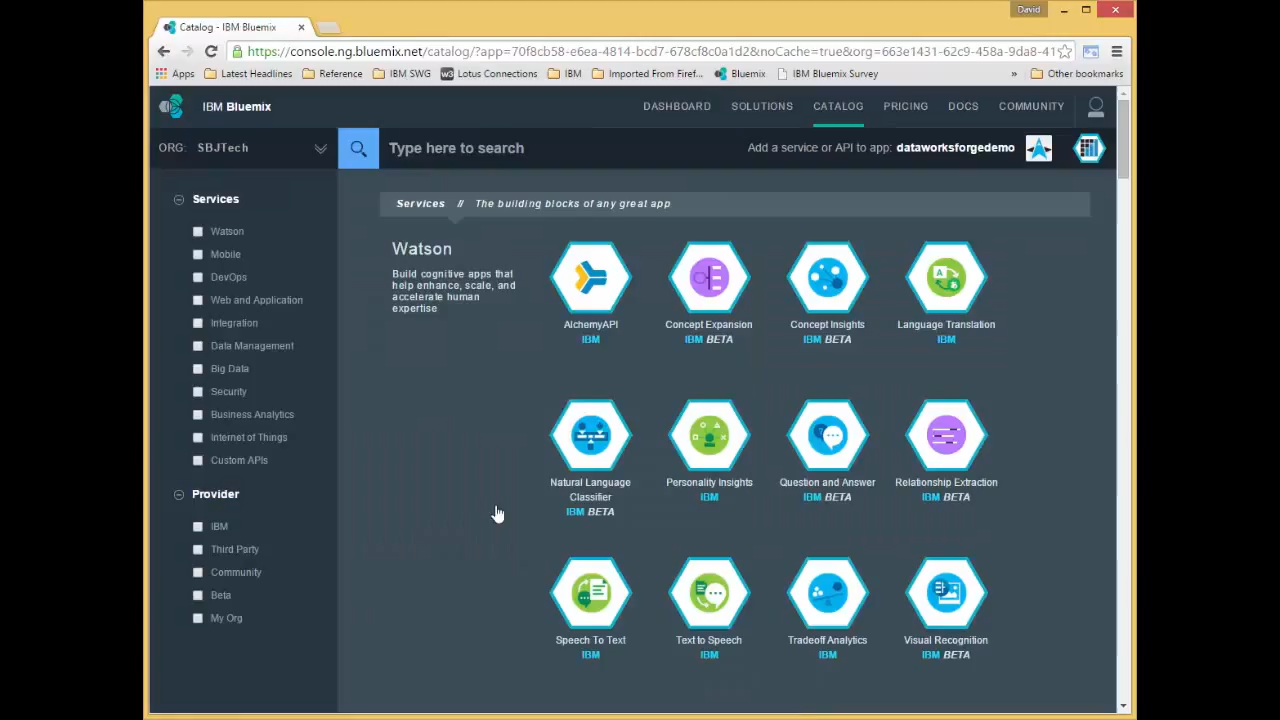 David
Catalog - IBM Bluemix
https://console.ng.bluemix.net/catalog/?app=70f8cb58-e6ea-4814-bcd7-678cf8c0a1d2&noCache=true&org=663e1431-62c9-458a-9da8-41
Apps Latest Headlines Reference IBM SWG w3 Lotus Connections IBM Imported From Firef... Bluemix IBM Bluemix Survey » Other bookmarks
IBM Bluemix DASHBOARD SOLUTIONS CATALOG PRICING DOCS COMMUNITY
ORG: SBJTech Type here to search Add a service or API to app: dataworksforgedemo
Services
Watson
Mobile
DevOps
Web and Application
Integration
Data Management
Big Data
Security
Business Analytics
Internet of Things
Custom APIs
Provider
IBM
Third Party
Community
Beta
My Org
Services // The building blocks of any great app
Watson
Build cognitive apps that
help enhance, scale, and
accelerate human
expertise
AlchemyAPI
IBM
Concept Expansion
IBM BETA
Concept Insights
IBM BETA
Language Translation
IBM
Natural Language
Classifier
IBM BETA
Personality Insights
IBM
Question and Answer
IBM BETA
Relationship Extraction
IBM BETA
Speech To Text
IBM
Text to Speech
IBM
Tradeoff Analytics
IBM
Visual Recognition
IBM BETA